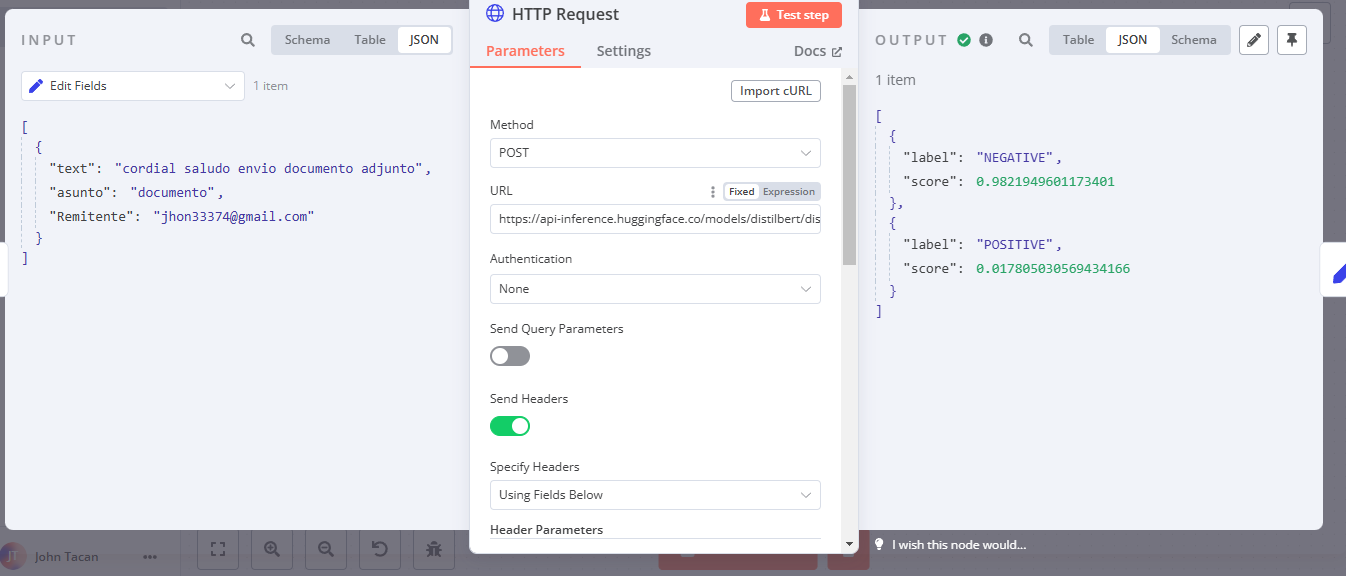 INPUT
Schema Table JSON
Edit Fields
1 item
[
{
"text": "cordial saludo envio documento adjunto",
"asunto": "documento",
"Remitente": "jhon33374@gmail.com"
}
]
HTTP Request
Test step
Parameters Settings Docs
Import cURL
Method
POST
URL
Fixed Expression
https://api-inference.huggingface.co/models/distilbert/dis
Authentication
None
Send Query Parameters
Send Headers
Specify Headers
Using Fields Below
Header Parameters
OUTPUT
Table JSON Schema
1 item
[
{
"label": "NEGATIVE",
"score": 0.9821949601173401
},
{
"label": "POSITIVE",
"score": 0.017805030569434166
}
]
JT John Tacan
I wish this node would...